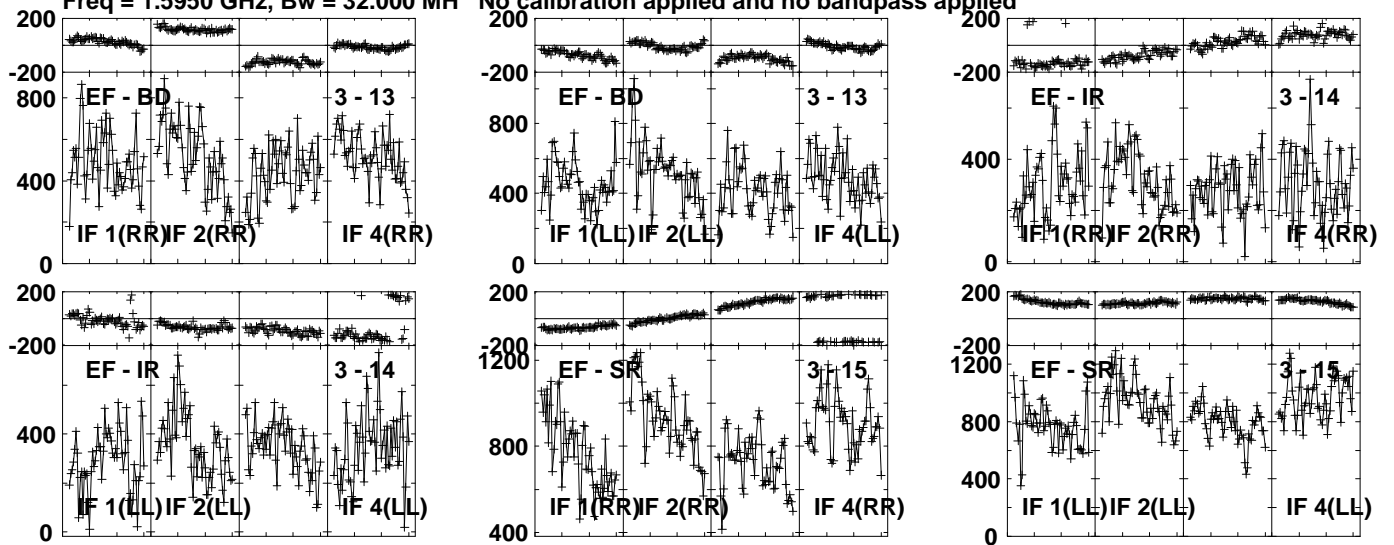 Freq = 1.5950 GHz, Bw = 32.000 MH No calibration applied and no bandpass applied
200
-200
800
400
0
EF - BD 3 - 13
IF 1(RR) IF 2(RR) IF 4(RR)
200
-200
800
400
0
EF - BD 3 - 13
IF 1(LL) IF 2(LL) IF 4(LL)
200
-200
400
0
EF - IR 3 - 14
IF 1(RR) IF 2(RR) IF 4(RR)
200
-200
400
0
EF - IR 3 - 14
IF 1(LL) IF 2(LL) IF 4(LL)
200
-200
1200
800
400
EF - SR 3 - 15
IF 1(RR) IF 2(RR) IF 4(RR)
200
-200
1200
800
400
0
EF - SR 3 - 15
IF 1(LL) IF 2(LL) IF 4(LL)